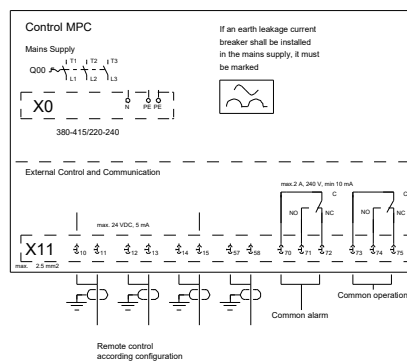 Control MPC
Mains Supply
If an earth leakage current
breaker shall be installed
in the mains supply, it must
be marked
T1 T2 T3
Q00
L1 L2 L3
X0
N PE PE
380-415/220-240
External Control and Communication
max.2 A, 240 V, min 10 mA
C C
NO NC NO NC
max. 24 VDC, 5 mA
X11
10 11 12 13 14 15 57 58 70 71 72 73 74 75
max. 2.5 mm2
Common operation
Common alarm
Remote control
according configuration